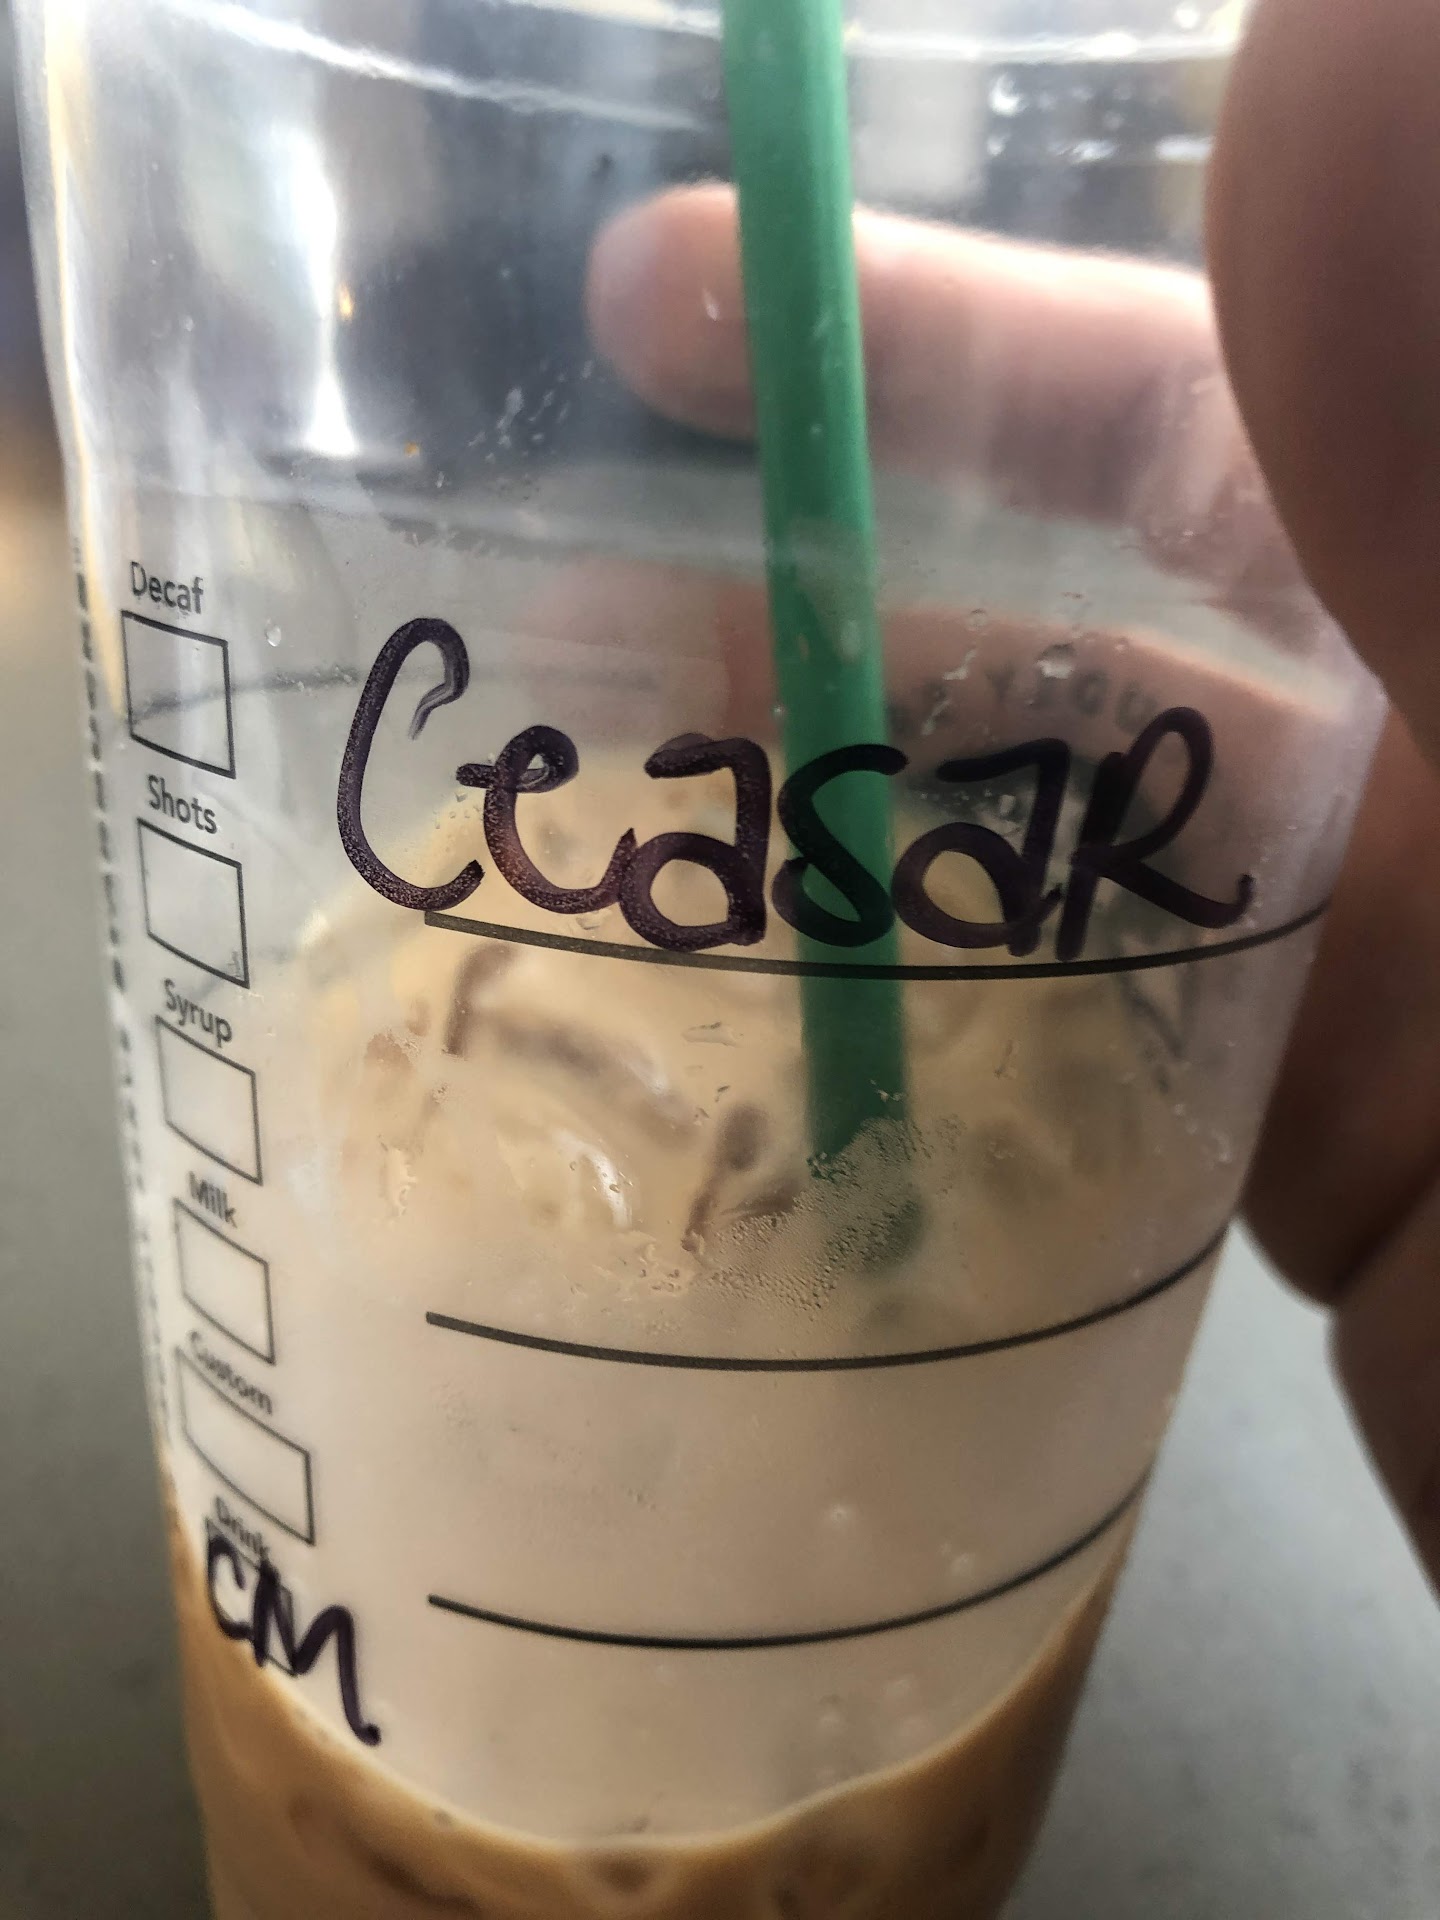 Decaf
CeasaR
Shots
Syrup
Milk
Custom
Drink
CM